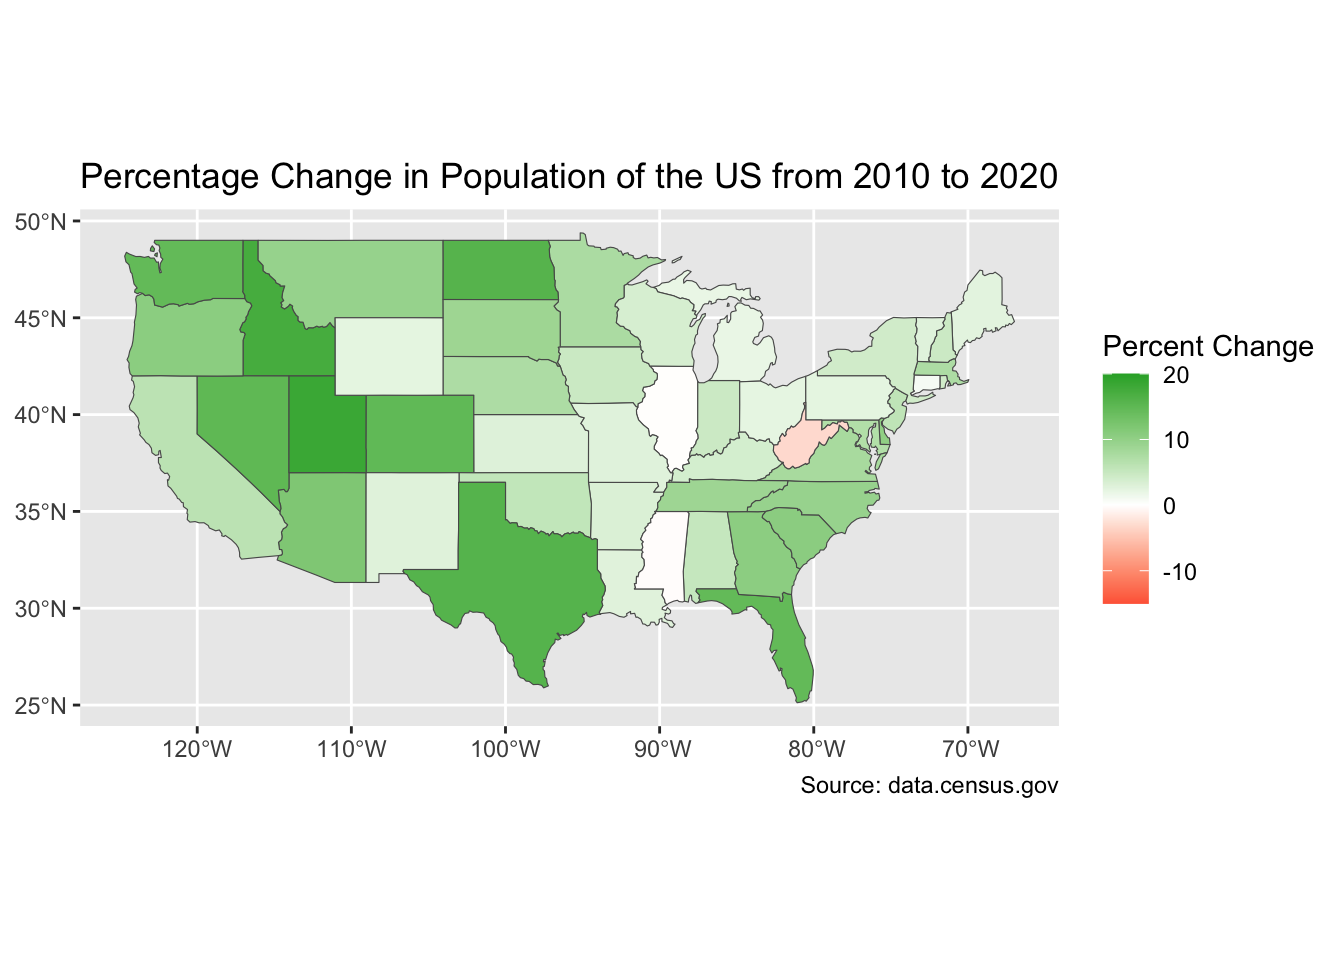 Percentage Change in Population of the US from 2010 to 2020
50°N
45°N
40°N
35°N
30°N
25°N
120°W 110°W 100°W 90°W 80°W 70°W
Source: data.census.gov
Percent Change
20
10
0
-10